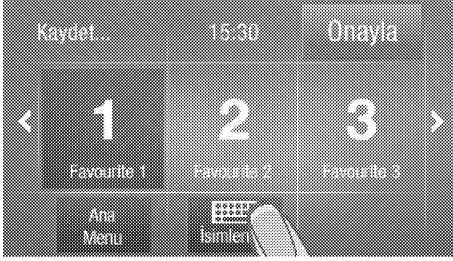 Kaydet... 15:30 Onayla
1 2 3
Favourite 1 Favourite 2 Favourite 3
Ana
Menu
İsimlen